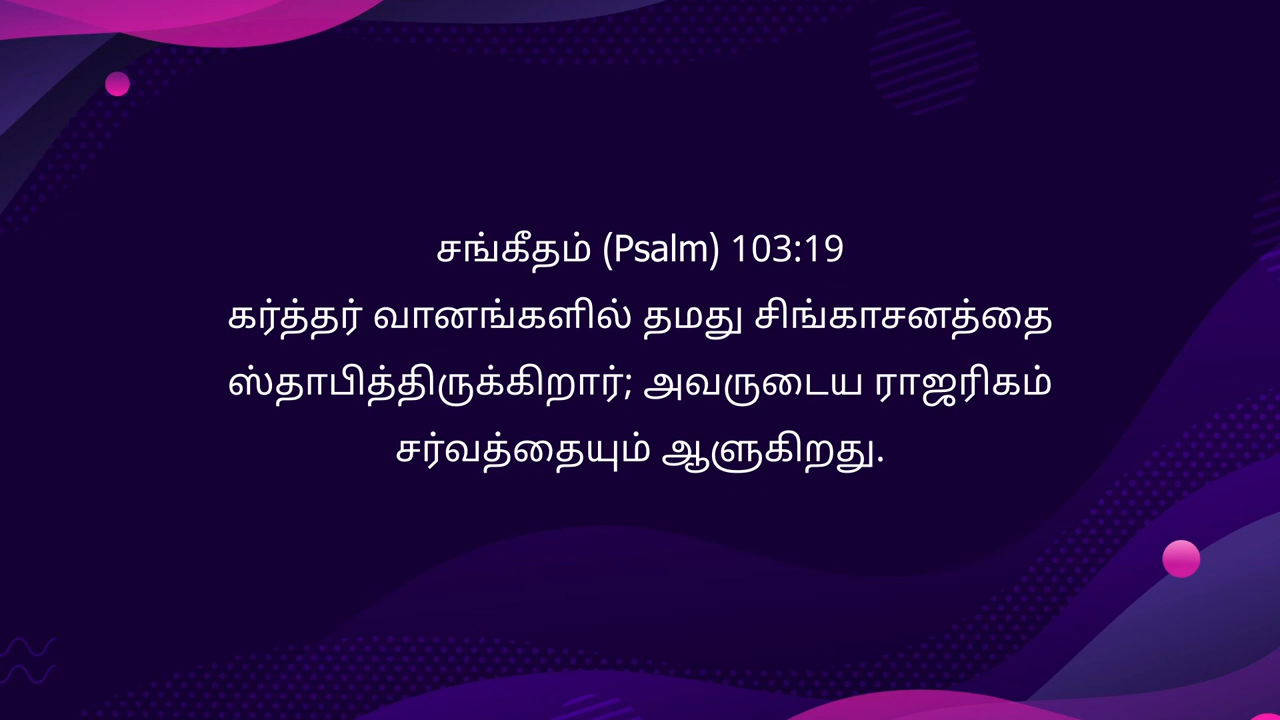 சங்கீதம் (Psalm) 103:19
கர்த்தர் வானங்களில் தமது சிங்காசனத்தை
ஸ்தாபித்திருக்கிறார்; அவருடைய ராஜரிகம்
சர்வத்தையும் ஆளுகிறது.